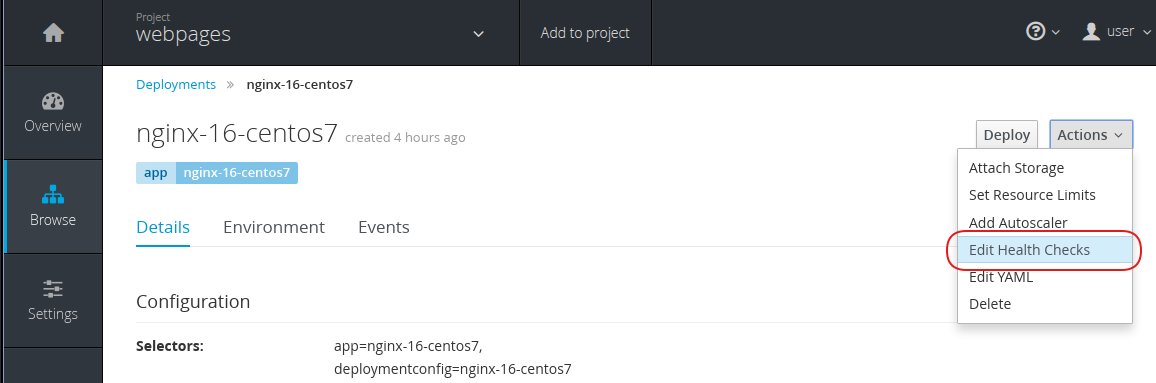 Project
webpages
Add to project
user
Overview
Browse
Settings
Deployments » nginx-16-centos7
nginx-16-centos7 created 4 hours ago
app nginx-16-centos7
Deploy
Actions
Attach Storage
Set Resource Limits
Add Autoscaler
Edit Health Checks
Edit YAML
Delete
Details Environment Events
Configuration
Selectors: app=nginx-16-centos7,
deploymentconfig=nginx-16-centos7